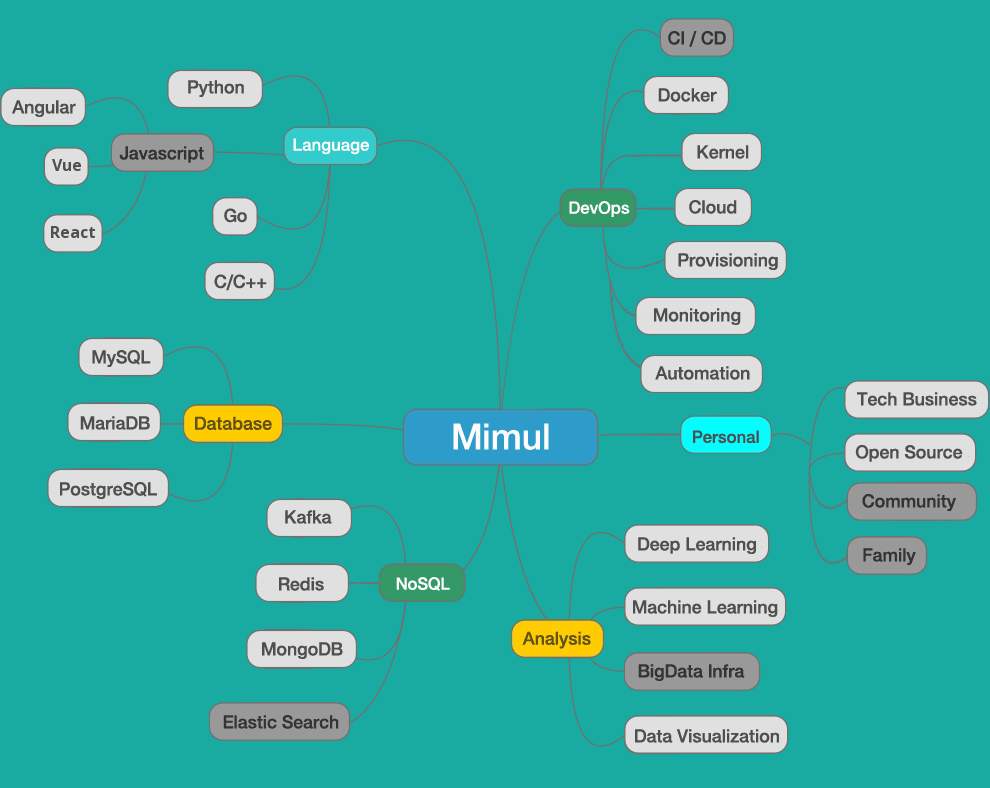 Mimul
Language
Python
Javascript
Angular
Vue
React
Go
C/C++
Database
MySQL
MariaDB
PostgreSQL
NoSQL
Kafka
Redis
MongoDB
Elastic Search
DevOps
CI / CD
Docker
Kernel
Cloud
Provisioning
Monitoring
Automation
Personal
Tech Business
Open Source
Community
Family
Analysis
Deep Learning
Machine Learning
BigData Infra
Data Visualization